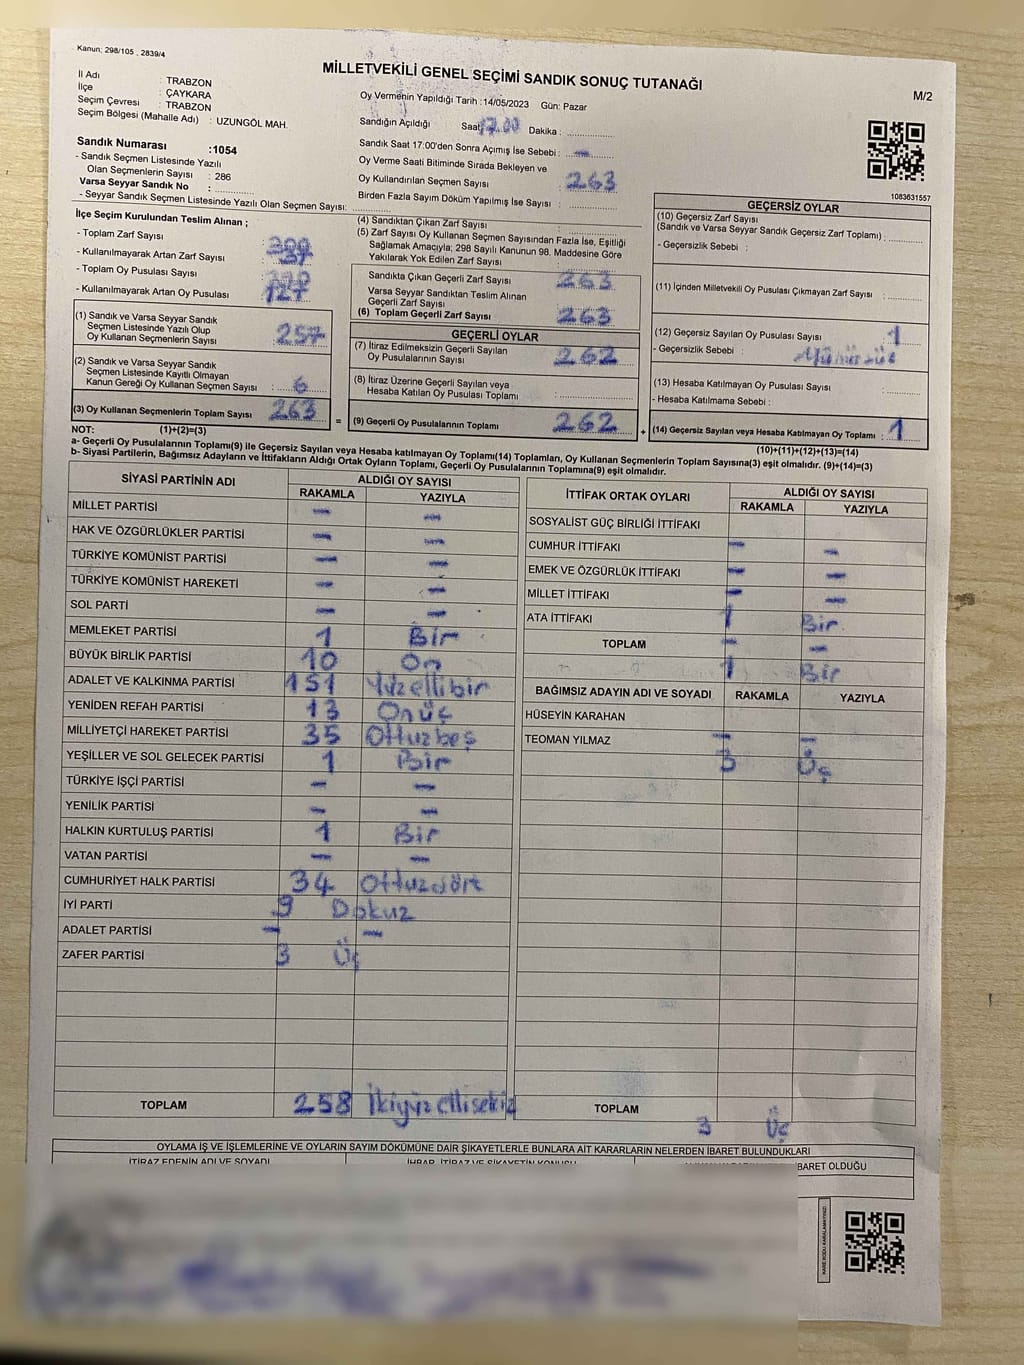 Kanun; 298/105 , 2839/4
MİLLETVEKİLİ GENEL SEÇİMİ SANDIK SONUÇ TUTANAĞI
M/2
İl Adı : TRABZON
İlçe : ÇAYKARA
Seçim Çevresi : TRABZON
Seçim Bölgesi (Mahalle Adı) : UZUNGÖL MAH.
Sandık Numarası :1054
- Sandık Seçmen Listesinde Yazılı
Olan Seçmenlerin Sayısı : 286
Varsa Seyyar Sandık No :
- Seyyar Sandık Seçmen Listesinde Yazılı Olan Seçmen Sayısı:
Oy Vermenin Yapıldığı Tarih :14/05/2023 Gün: Pazar
Sandığın Açıldığı Saat: 17.00 Dakika :
Sandık Saat 17:00'den Sonra Açımış İse Sebebi : -
Oy Verme Saati Bitiminde Sırada Bekleyen ve
Oy Kullandırılan Seçmen Sayısı : 263
Birden Fazla Sayım Döküm Yapılmış İse Sayısı :
1083631557
İlçe Seçim Kurulundan Teslim Alınan ;
- Toplam Zarf Sayısı : 300
- Kullanılmayarak Artan Zarf Sayısı : 37
- Toplam Oy Pusulası Sayısı :
- Kullanılmayarak Artan Oy Pusulası : 127
(1) Sandık ve Varsa Seyyar Sandık
Seçmen Listesinde Yazılı Olup
Oy Kullanan Seçmenlerin Sayısı : 257
(2) Sandık ve Varsa Seyyar Sandık
Seçmen Listesinde Kayıtlı Olmayan
Kanun Gereği Oy Kullanan Seçmen Sayısı : 6
(3) Oy Kullanan Seçmenlerin Toplam Sayısı : 263
(4) Sandıktan Çıkan Zarf Sayısı :
(5) Zarf Sayısı Oy Kullanan Seçmen Sayısından Fazla İse, Eşitliği
Sağlamak Amacıyla; 298 Sayılı Kanunun 98. Maddesine Göre
Yakılarak Yok Edilen Zarf Sayısı :
Sandıkta Çıkan Geçerli Zarf Sayısı : 263
Varsa Seyyar Sandıktan Teslim Alınan
Geçerli Zarf Sayısı :
(6) Toplam Geçerli Zarf Sayısı : 263
GEÇERLİ OYLAR
(7) İtiraz Edilmeksizin Geçerli Sayılan
Oy Pusulalarının Sayısı : 262
(8) İtiraz Üzerine Geçerli Sayılan veya
Hesaba Katılan Oy Pusulası Toplamı :
= (9) Geçerli Oy Pusulalarının Toplamı : 262
GEÇERSİZ OYLAR
(10) Geçersiz Zarf Sayısı
(Sandık ve Varsa Seyyar Sandık Geçersiz Zarf Toplamı) :
- Geçersizlik Sebebi :
(11) İçinden Milletvekili Oy Pusulası Çıkmayan Zarf Sayısı :
(12) Geçersiz Sayılan Oy Pusulası Sayısı : 1
- Geçersizlik Sebebi : Mühürsüz
(13) Hesaba Katılmayan Oy Pusulası Sayısı :
- Hesaba Katılmama Sebebi :
+ (14) Geçersiz Sayılan veya Hesaba Katılmayan Oy Toplamı : 1
NOT: (1)+(2)=(3)
(10)+(11)+(12)+(13)=(14)
a- Geçerli Oy Pusulalarının Toplamı(9) ile Geçersiz Sayılan veya Hesaba katılmayan Oy Toplamı(14) Toplamları, Oy Kullanan Seçmenlerin Toplam Sayısına(3) eşit olmalıdır. (9)+(14)=(3)
b- Siyasi Partilerin, Bağımsız Adayların ve İttifakların Aldığı Ortak Oyların Toplamı, Geçerli Oy Pusulalarının Toplamına(9) eşit olmalıdır.
SİYASİ PARTİNİN ADI ALDIĞI OY SAYISI
RAKAMLA YAZIYLA
MİLLET PARTİSİ - -
HAK VE ÖZGÜRLÜKLER PARTİSİ - -
TÜRKİYE KOMÜNİST PARTİSİ - -
TÜRKİYE KOMÜNİST HAREKETİ - -
SOL PARTİ - -
MEMLEKET PARTİSİ 1 Bir
BÜYÜK BİRLİK PARTİSİ 10 On
ADALET VE KALKINMA PARTİSİ 151 Yüzellibir
YENİDEN REFAH PARTİSİ 13 Onüç
MİLLİYETÇİ HAREKET PARTİSİ 35 Ottuzbeş
YEŞİLLER VE SOL GELECEK PARTİSİ 1 Bir
TÜRKİYE İŞÇİ PARTİSİ - -
YENİLİK PARTİSİ - -
HALKIN KURTULUŞ PARTİSİ 1 Bir
VATAN PARTİSİ - -
CUMHURİYET HALK PARTİSİ 34 Ottuzdört
İYİ PARTİ 9 Dokuz
ADALET PARTİSİ - -
ZAFER PARTİSİ 3 Üç
TOPLAM 258 İkiyüzellisekiz
İTTİFAK ORTAK OYLARI ALDIĞI OY SAYISI
RAKAMLA YAZIYLA
SOSYALİST GÜÇ BİRLİĞİ İTTİFAKI
CUMHUR İTTİFAKI - -
EMEK VE ÖZGÜRLÜK İTTİFAKI - -
MİLLET İTTİFAKI - -
ATA İTTİFAKI 1 Bir
TOPLAM - -
1 Bir
BAĞIMSIZ ADAYIN ADI VE SOYADI RAKAMLA YAZIYLA
HÜSEYİN KARAHAN
TEOMAN YILMAZ - -
3 Üç
TOPLAM 3 Üç
OYLAMA İŞ VE İŞLEMLERİNE VE OYLARIN SAYIM DÖKÜMÜNE DAİR ŞİKAYETLERLE BUNLARA AİT KARARLARIN NELERDEN İBARET BULUNDUKLARI
İTİRAZ EDENİN ADI VE SOYADI İHBAR, İTİRAZ VE ŞİKAYETİN KONUSU BARET OLDUĞU